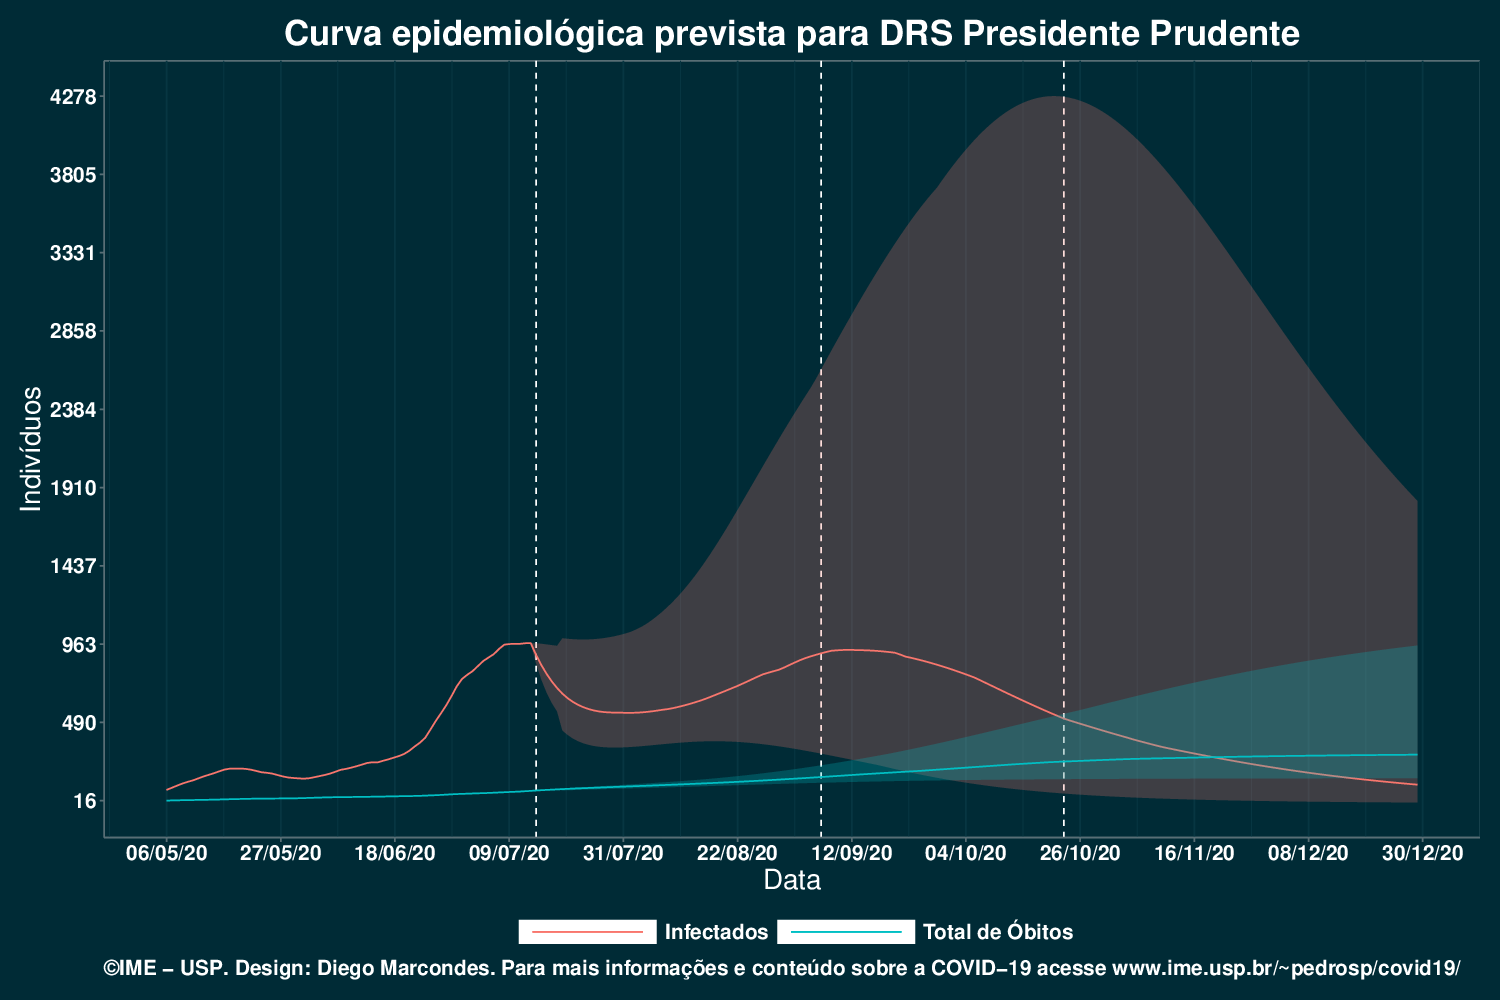 Curva epidemiológica prevista para DRS Presidente Prudente
Indivíduos
4278
3805
3331
2858
2384
1910
1437
963
490
16
06/05/20 27/05/20 18/06/20 09/07/20 31/07/20 22/08/20 12/09/20 04/10/20 26/10/20 16/11/20 08/12/20 30/12/20
Data
Infectados Total de Óbitos
©IME − USP. Design: Diego Marcondes. Para mais informações e conteúdo sobre a COVID−19 acesse www.ime.usp.br/~pedrosp/covid19/